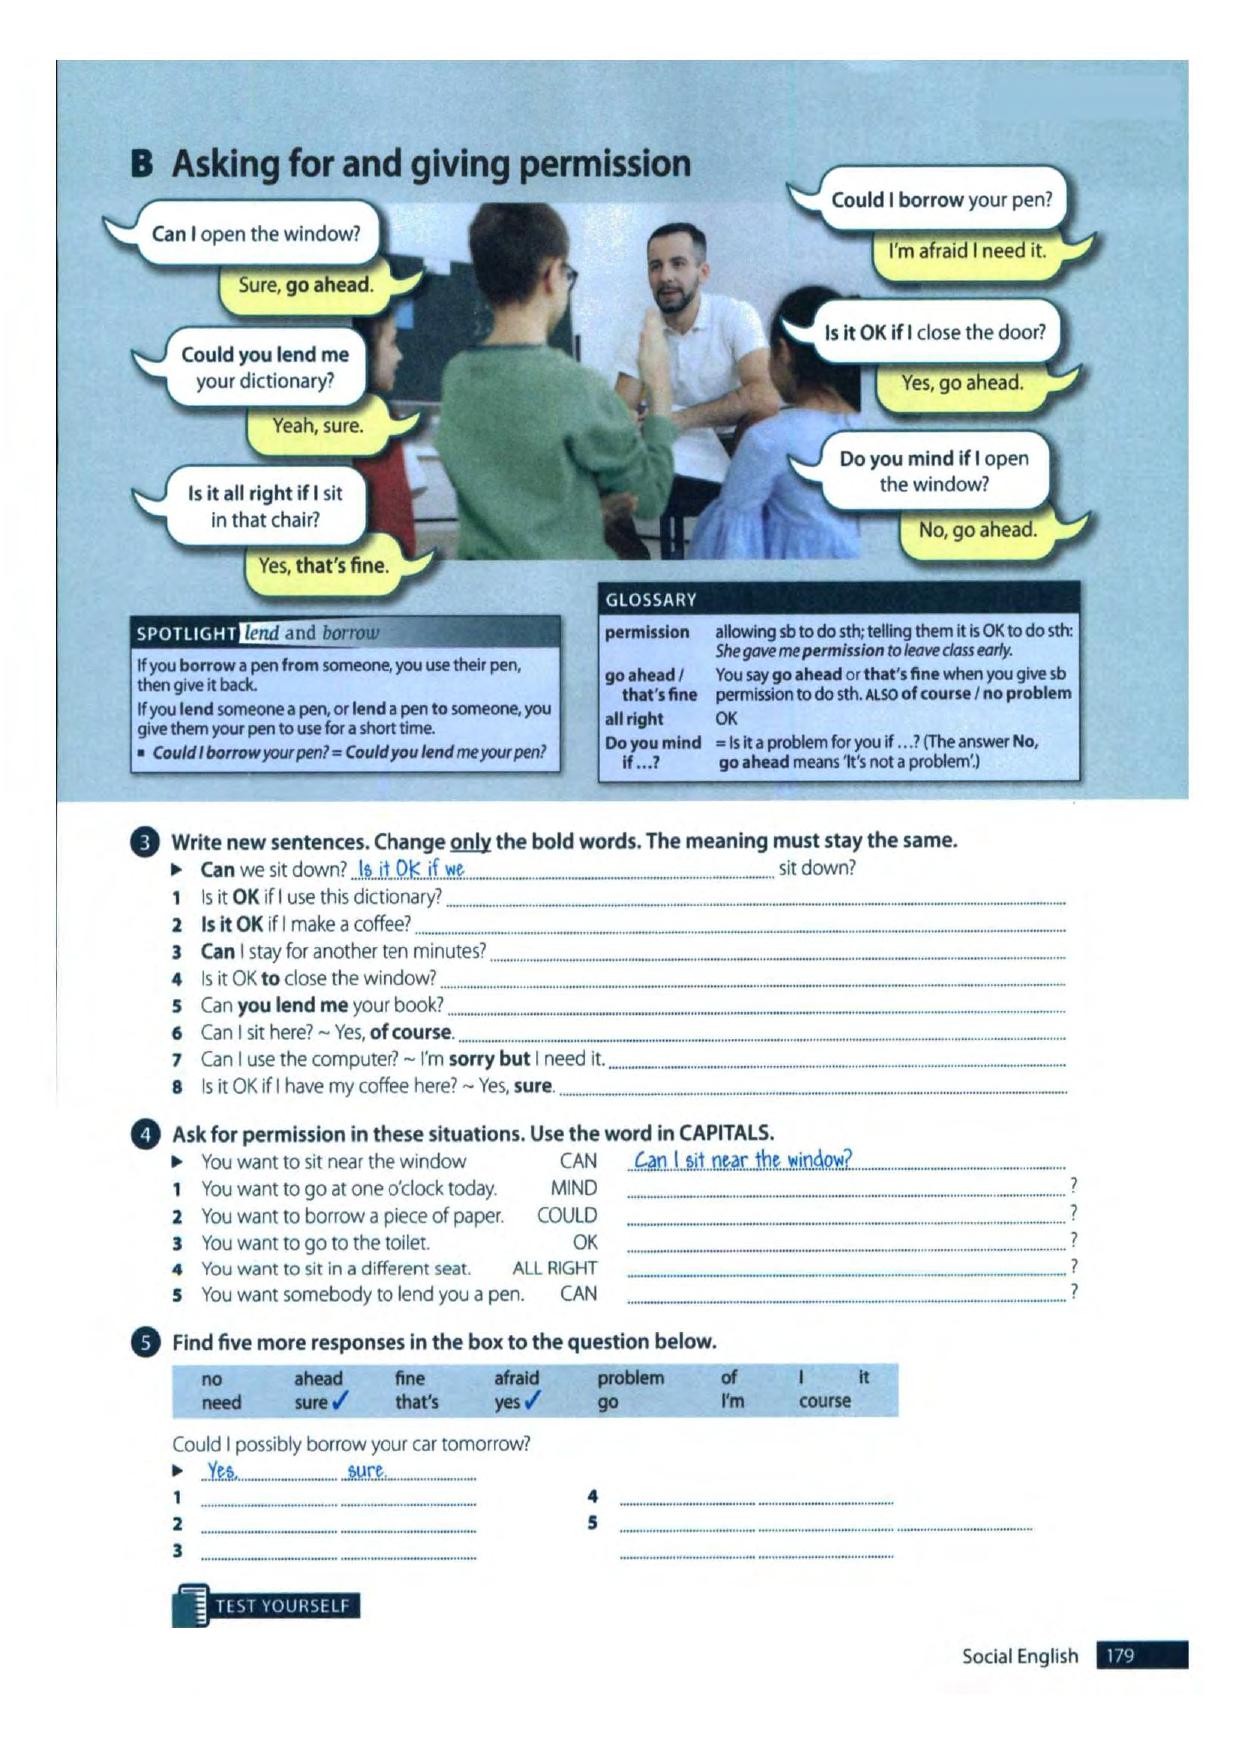 B Asking for and giving permission
Can I open the window?
Sure, go ahead.
Could you lend me
your dictionary?
Yeah, sure.
Is it all right if I sit
in that chair?
Yes, that's fine.
Could I borrow your pen?
I'm afraid I need it.
Is it OK if I close the door?
Yes, go ahead.
Do you mind if I open
the window?
No, go ahead.
SPOTLIGHT lend and borrow
If you borrow a pen from someone, you use their pen,
then give it back.
If you lend someone a pen, or lend a pen to someone, you
give them your pen to use for a short time.
▪ Could I borrow your pen? = Could you lend me your pen?
GLOSSARY
permission allowing sb to do sth; telling them it is OK to do sth:
She gave me permission to leave class early.
go ahead / You say go ahead or that's fine when you give sb
that's fine permission to do sth. ALSO of course / no problem
all right OK
Do you mind = Is it a problem for you if ...? (The answer No,
if ...? go ahead means 'It's not a problem'.)
3 Write new sentences. Change only the bold words. The meaning must stay the same.
▶ Can we sit down? Is it OK if we sit down?
1 Is it OK if I use this dictionary?
2 Is it OK if I make a coffee?
3 Can I stay for another ten minutes?
4 Is it OK to close the window?
5 Can you lend me your book?
6 Can I sit here? ~ Yes, of course.
7 Can I use the computer? ~ I'm sorry but I need it.
8 Is it OK if I have my coffee here? ~ Yes, sure.
4 Ask for permission in these situations. Use the word in CAPITALS.
▶ You want to sit near the window CAN Can I sit near the window?
1 You want to go at one o'clock today. MIND ?
2 You want to borrow a piece of paper. COULD ?
3 You want to go to the toilet. OK ?
4 You want to sit in a different seat. ALL RIGHT ?
5 You want somebody to lend you a pen. CAN ?
5 Find five more responses in the box to the question below.
no ahead fine afraid problem of I it
need sure ✓ that's yes ✓ go I'm course
Could I possibly borrow your car tomorrow?
▶ Yes, sure.
1
2
3
4
5
TEST YOURSELF
Social English 179